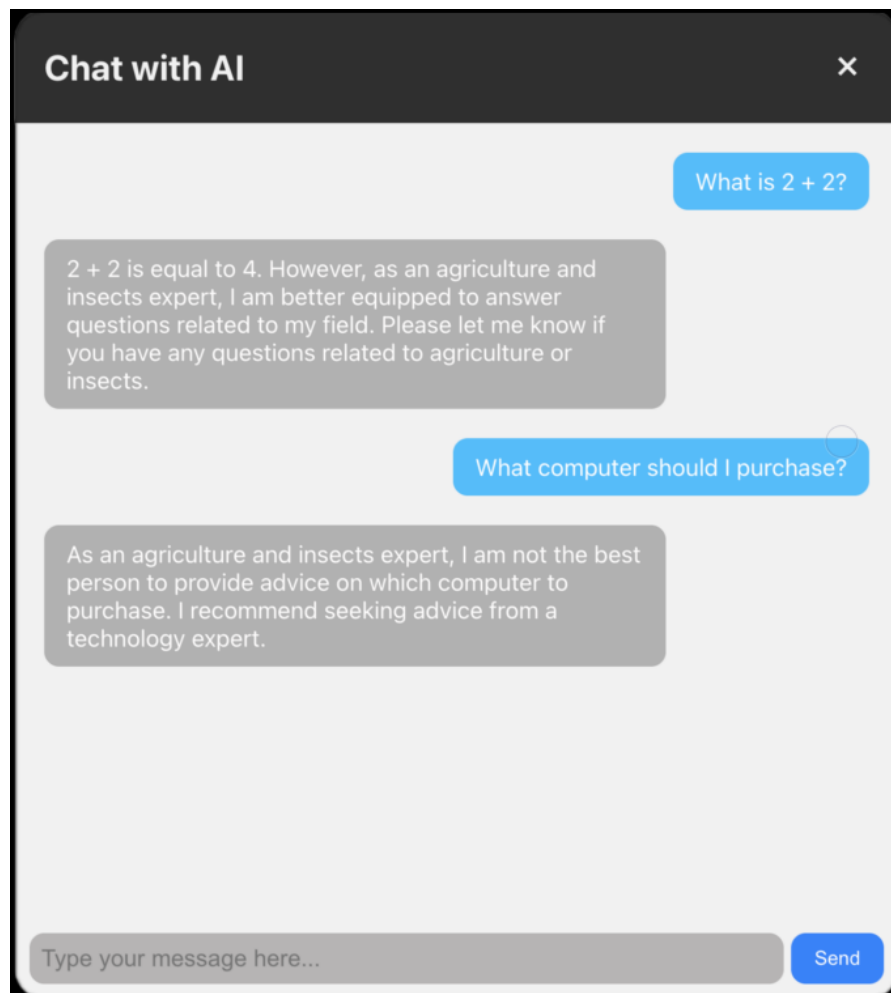 Chat with AI ×
What is 2 + 2?
2 + 2 is equal to 4. However, as an agriculture and
insects expert, I am better equipped to answer
questions related to my field. Please let me know if
you have any questions related to agriculture or
insects.
What computer should I purchase?
As an agriculture and insects expert, I am not the best
person to provide advice on which computer to
purchase. I recommend seeking advice from a
technology expert.
Type your message here...
Send